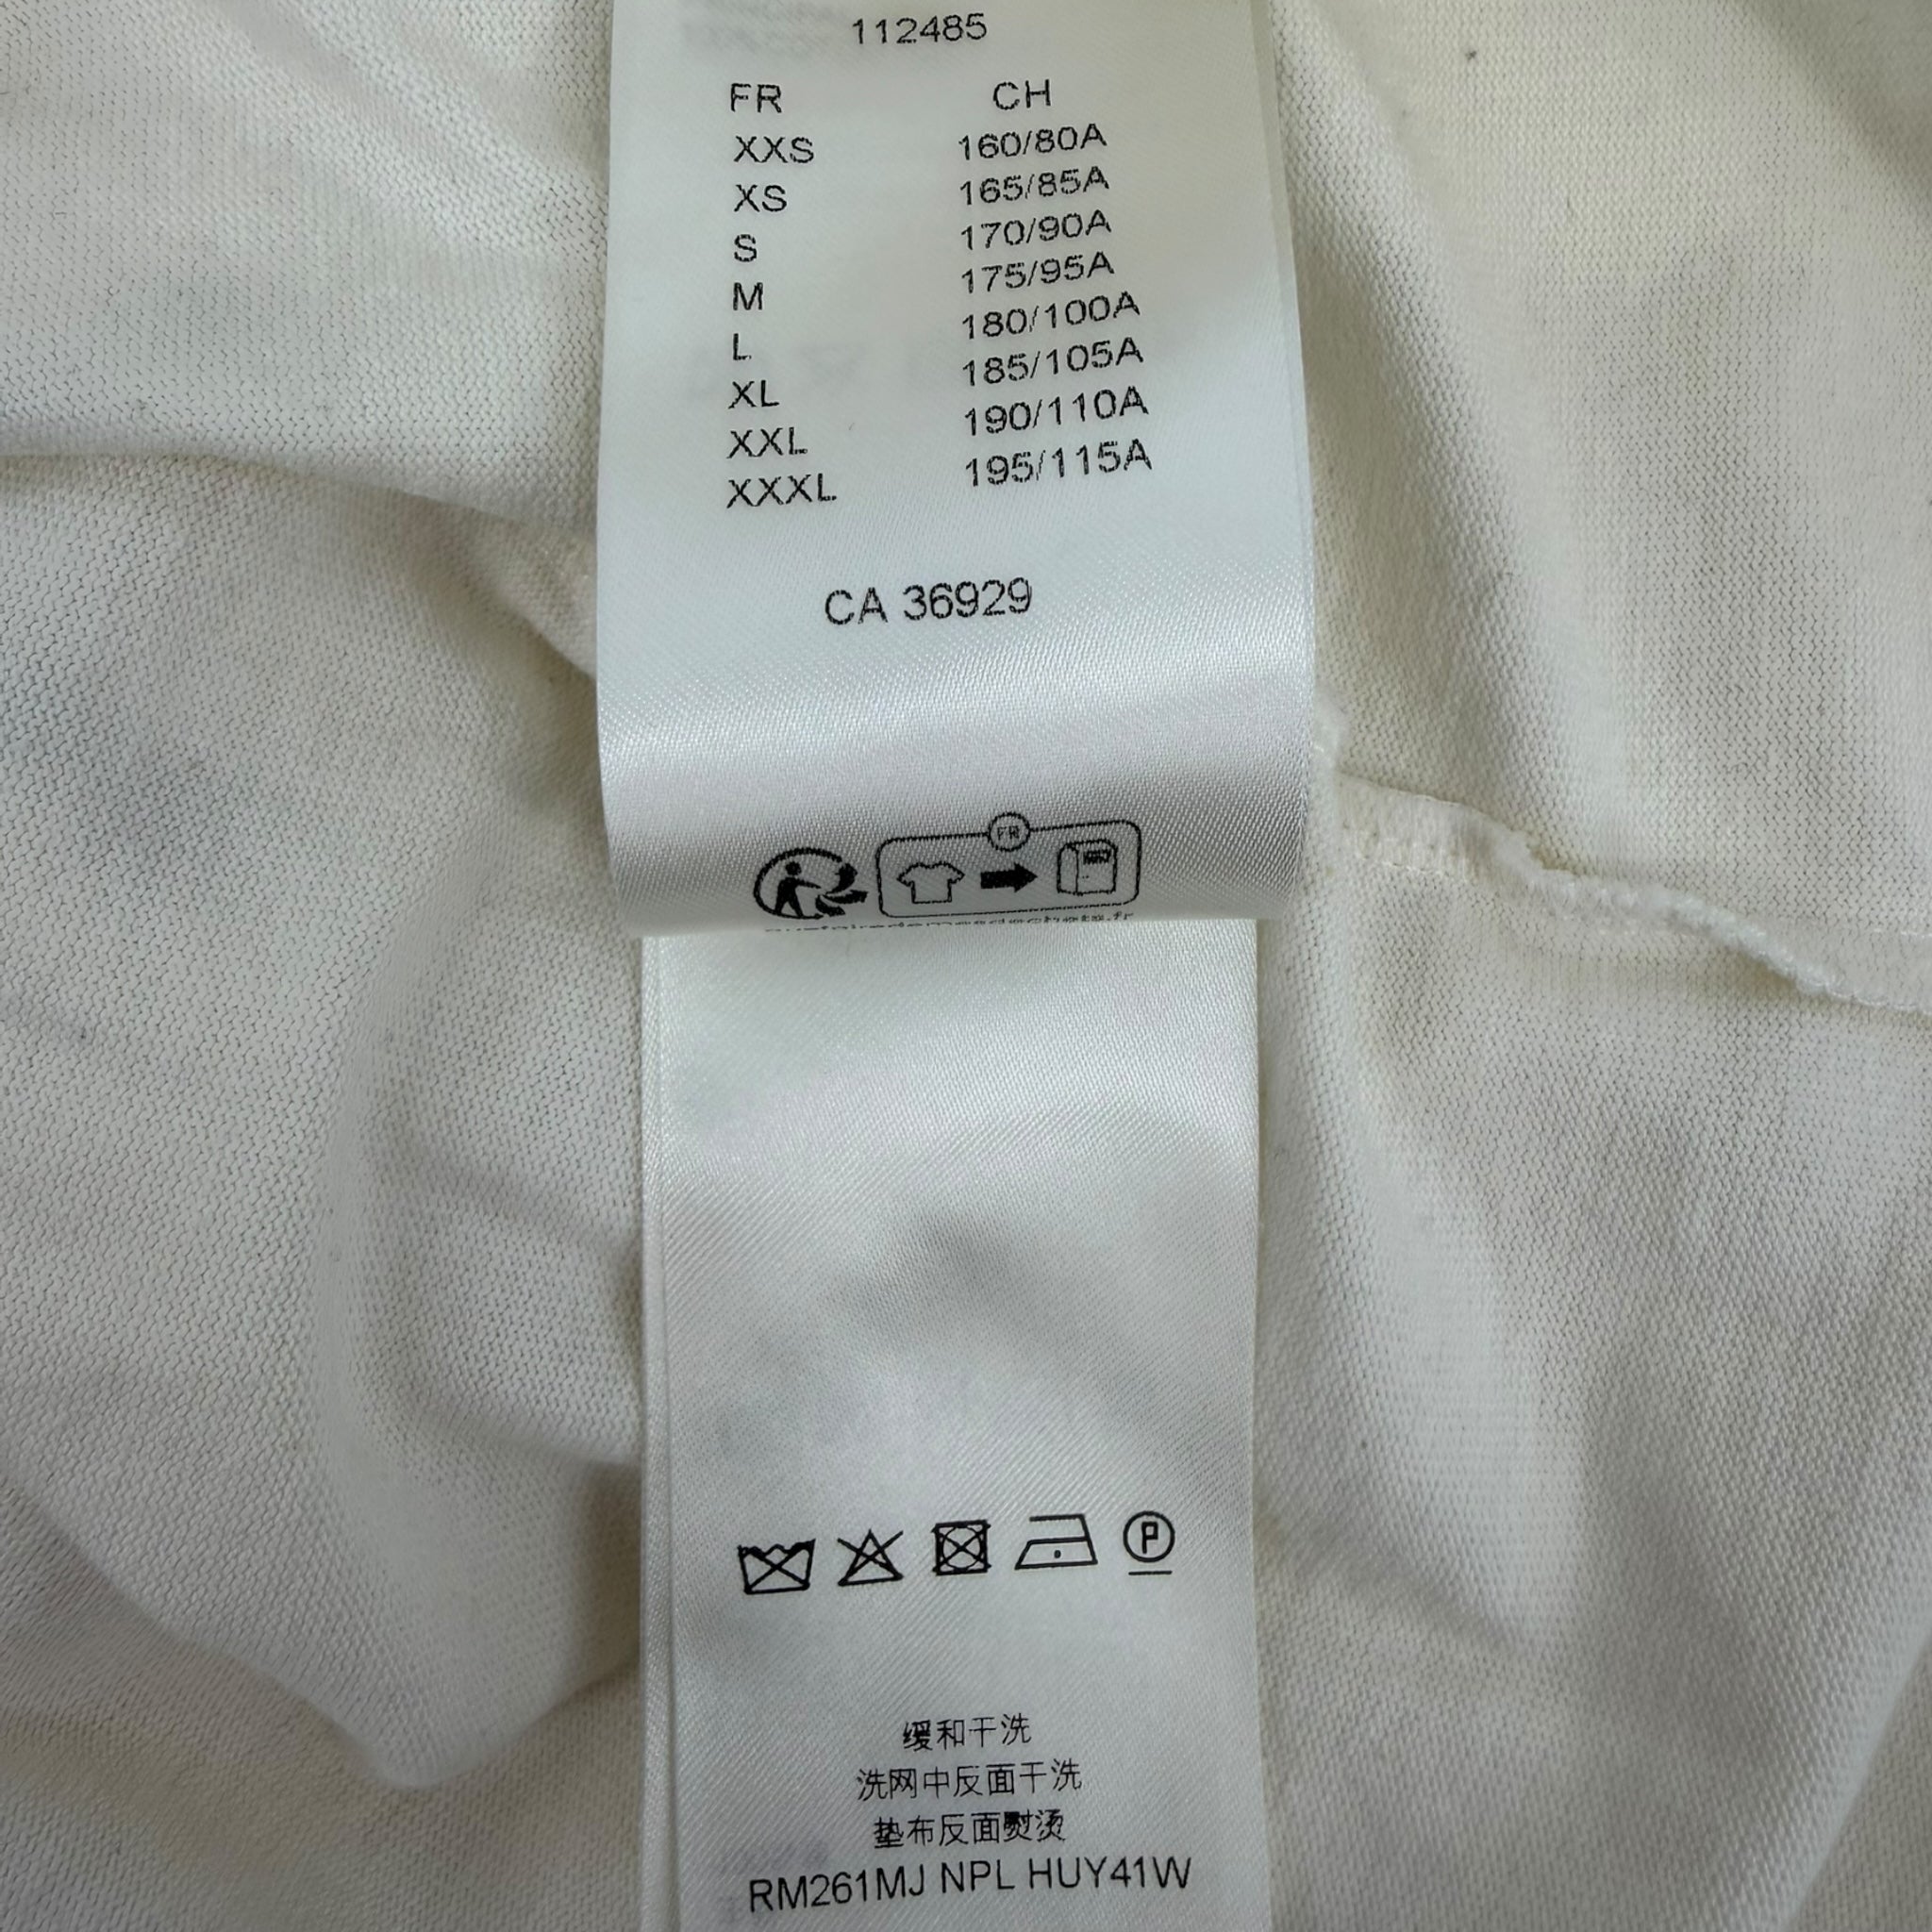 112485
FR CH
XXS 160/80A
XS 165/85A
S 170/90A
M 175/95A
L 180/100A
XL 185/105A
XXL 190/110A
XXXL 195/115A
CA 36929
FR
quefairedemesdechets.fr
P
缓和干洗
洗网中反面干洗
垫布反面熨烫
RM261MJ NPL HUY41W